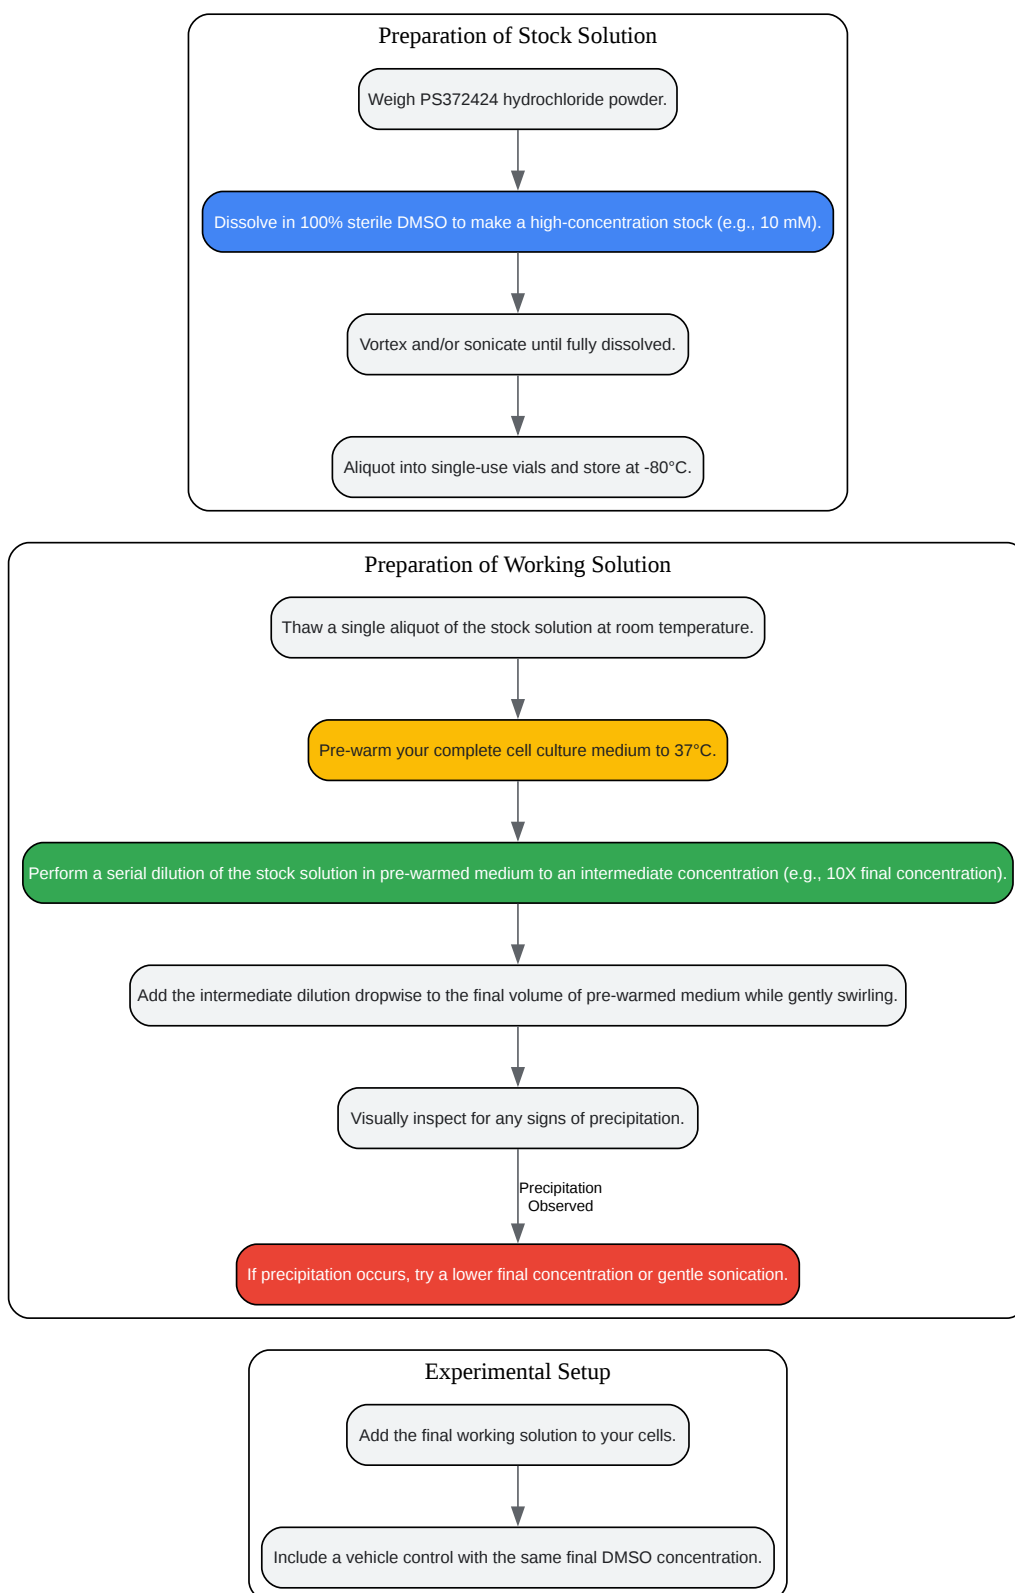 Preparation of Stock Solution
Weigh PS372424 hydrochloride powder.
Dissolve in 100% sterile DMSO to make a high-concentration stock (e.g., 10 mM).
Vortex and/or sonicate until fully dissolved.
Aliquot into single-use vials and store at -80°C.
Preparation of Working Solution
Thaw a single aliquot of the stock solution at room temperature.
Pre-warm your complete cell culture medium to 37°C.
Perform a serial dilution of the stock solution in pre-warmed medium to an intermediate concentration (e.g., 10X final concentration).
Add the intermediate dilution dropwise to the final volume of pre-warmed medium while gently swirling.
Visually inspect for any signs of precipitation.
Precipitation
Observed
If precipitation occurs, try a lower final concentration or gentle sonication.
Experimental Setup
Add the final working solution to your cells.
Include a vehicle control with the same final DMSO concentration.